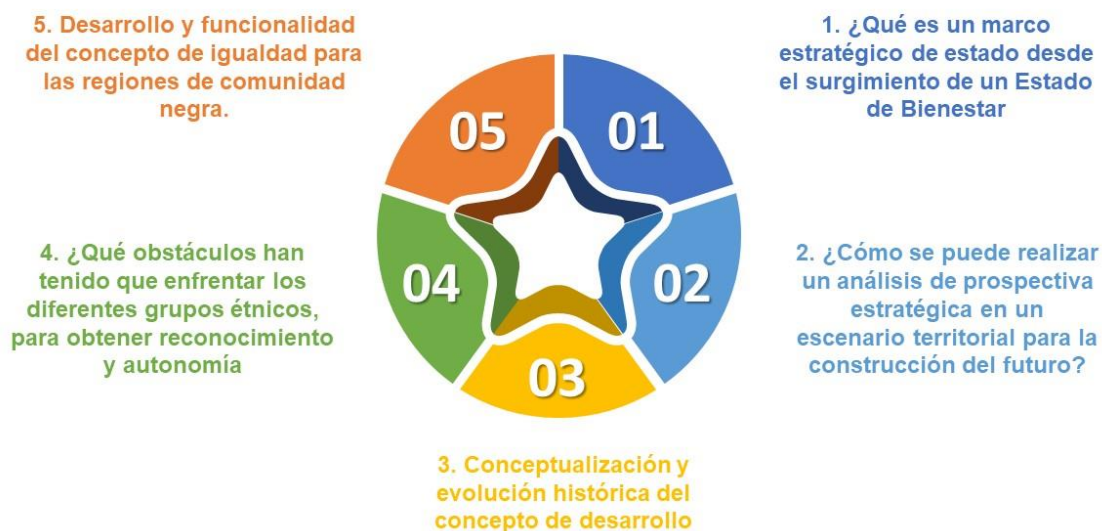 1. ¿Qué es un marco
estratégico de estado desde
el surgimiento de un Estado
de Bienestar
2. ¿Cómo se puede realizar
un análisis de prospectiva
estratégica en un
escenario territorial para la
construcción del futuro?
3. Conceptualización y
evolución histórica del
concepto de desarrollo
4. ¿Qué obstáculos han
tenido que enfrentar los
diferentes grupos étnicos,
para obtener reconocimiento
y autonomía
5. Desarrollo y funcionalidad
del concepto de igualdad para
las regiones de comunidad
negra.
01
02
03
04
05